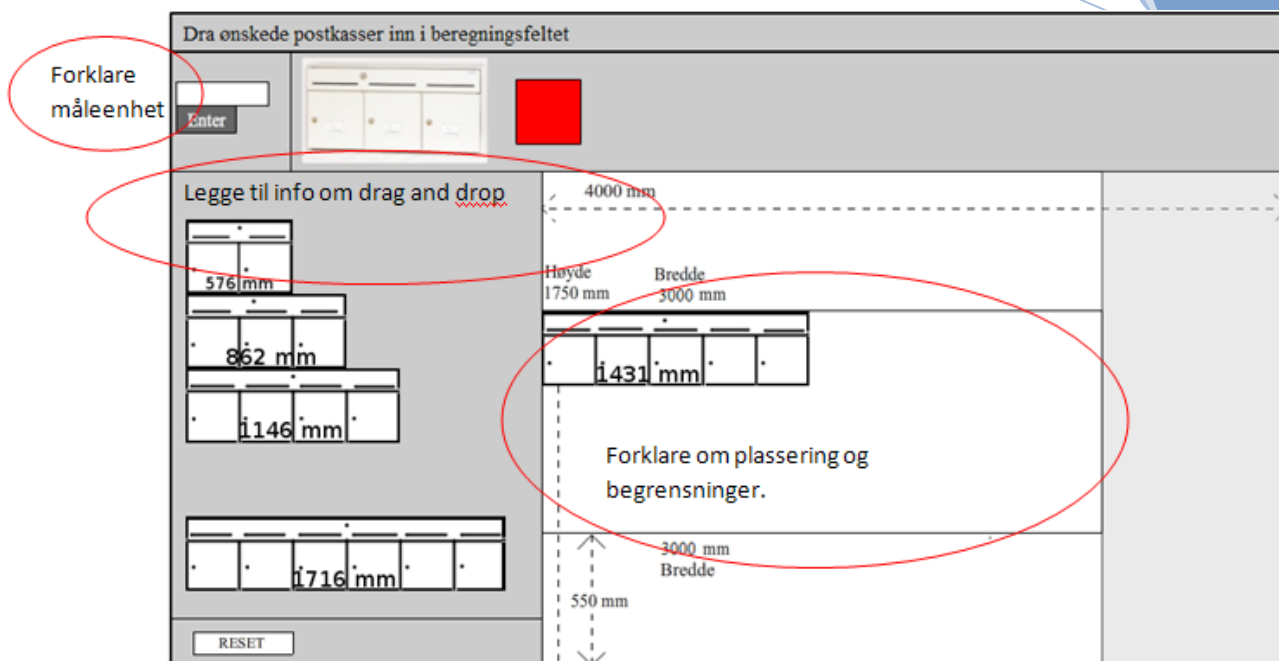 Dra ønskede postkasser inn i beregningsfeltet
Forklare
måleenhet
Enter
Legge til info om drag and drop
4000 mm
576 mm
Høyde
1750 mm
Bredde
3000 mm
862 mm
1431 mm
1146 mm
Forklare om plassering og
begrensninger.
1716 mm
3000 mm
Bredde
550 mm
RESET